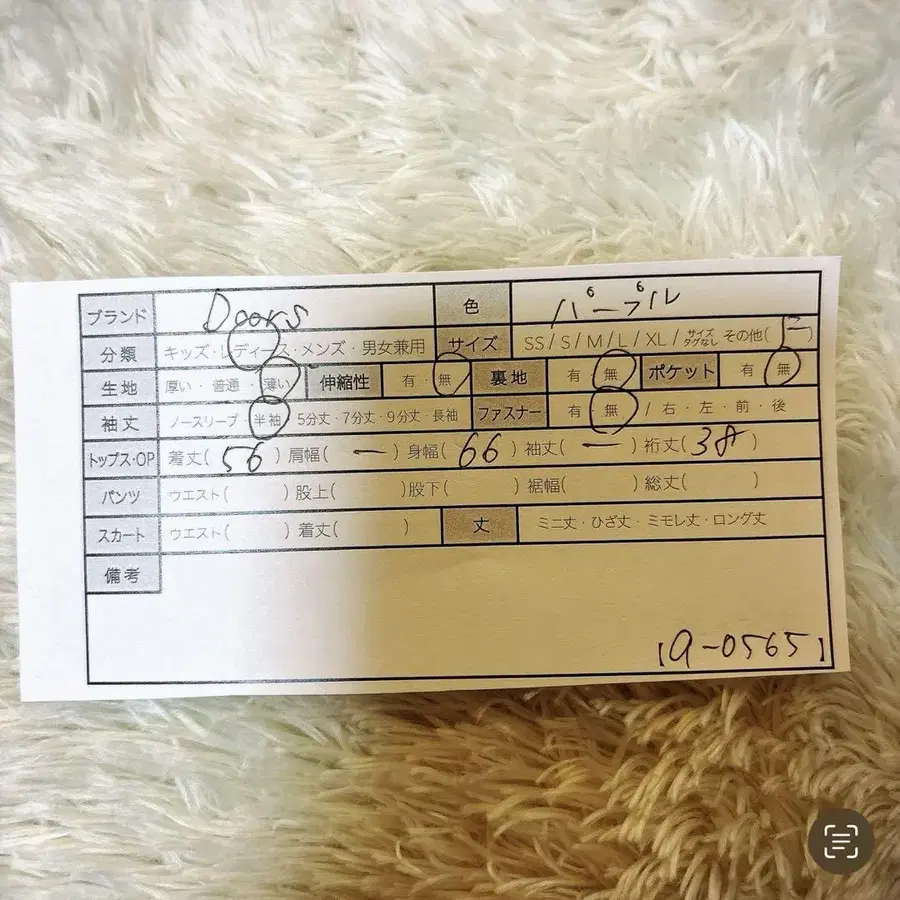 ブランド Doors 色 パープル
分類 キッズ・レディース・メンズ・男女兼用 サイズ SS / S / M / L / XL / サイズタグなし その他( )
生地 厚い・普通・薄い 伸縮性 有・無 裏地 有・無 ポケット 有・無
袖丈 ノースリーブ・半袖・5分丈・7分丈・9分丈・長袖 ファスナー 有・無 / 右・左・前・後
トップス・OP 着丈( 56 ) 肩幅( ー ) 身幅( 66 ) 袖丈( ー ) 裄丈( 38 )
パンツ ウエスト( ) 股上( ) 股下( ) 裾幅( ) 総丈( )
スカート ウエスト( ) 着丈( ) 丈 ミニ丈・ひざ丈・ミモレ丈・ロング丈
備考
【a-0565】